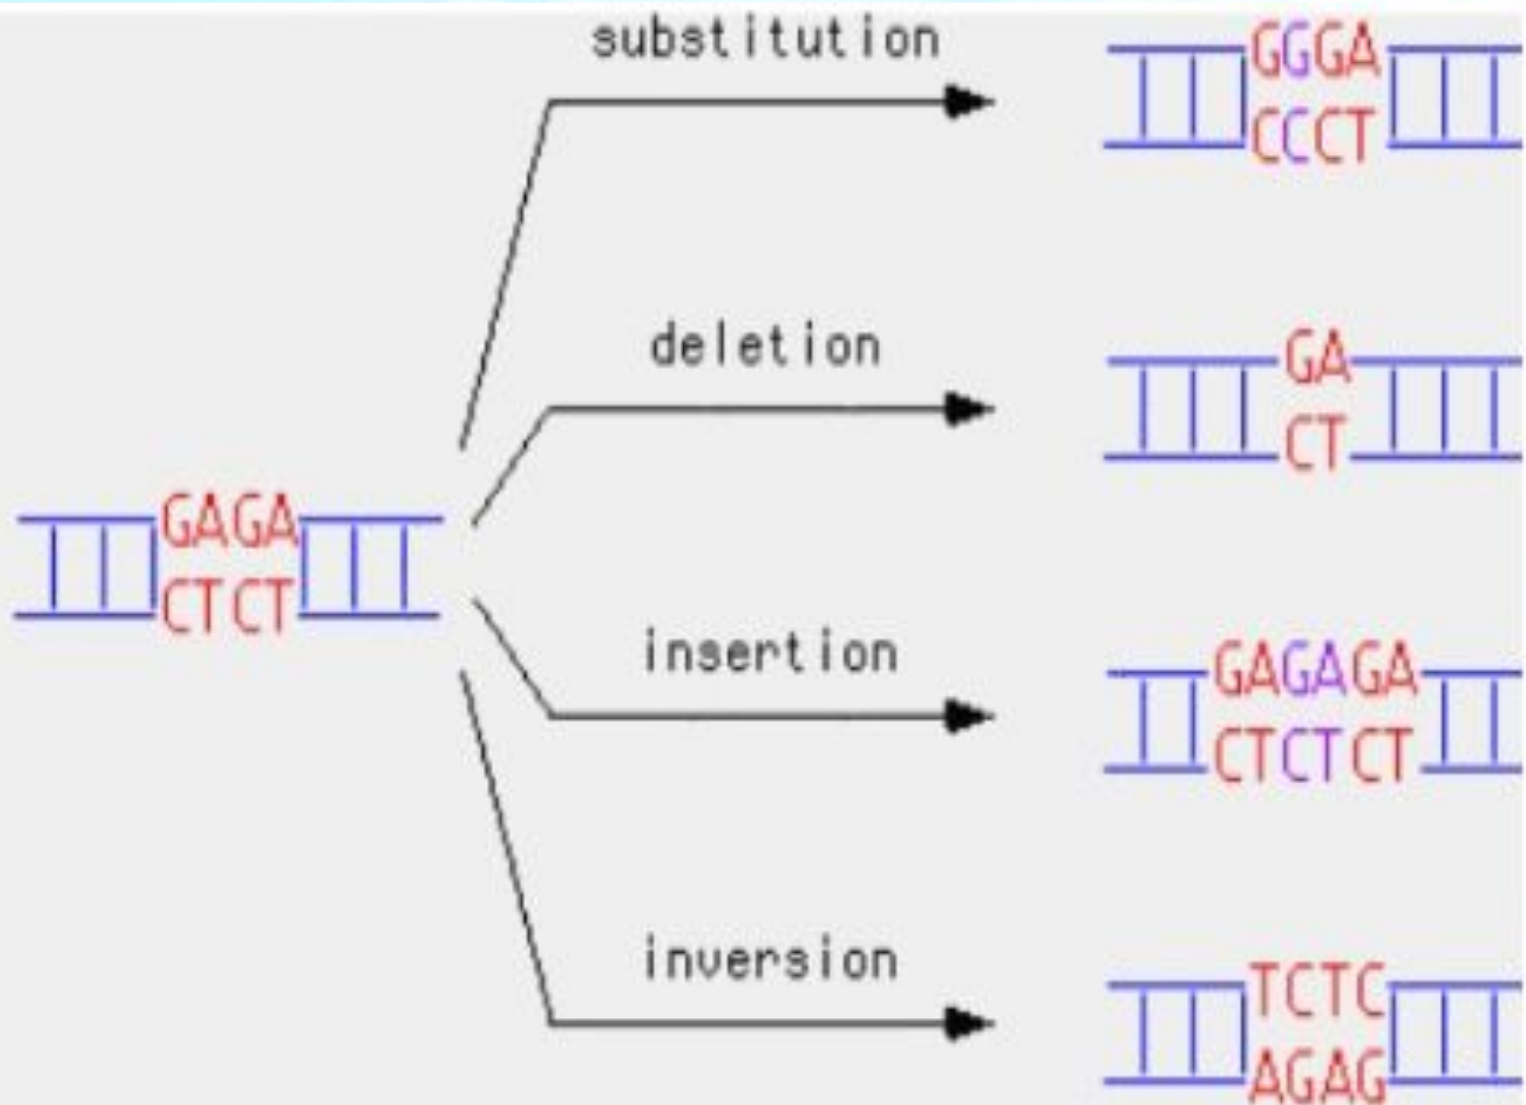 substitution
GGGA
CCCT
deletion
GA
CT
GAGA
CTCT
insertion
GAGAGA
CTCTCT
inversion
TCTC
AGAG